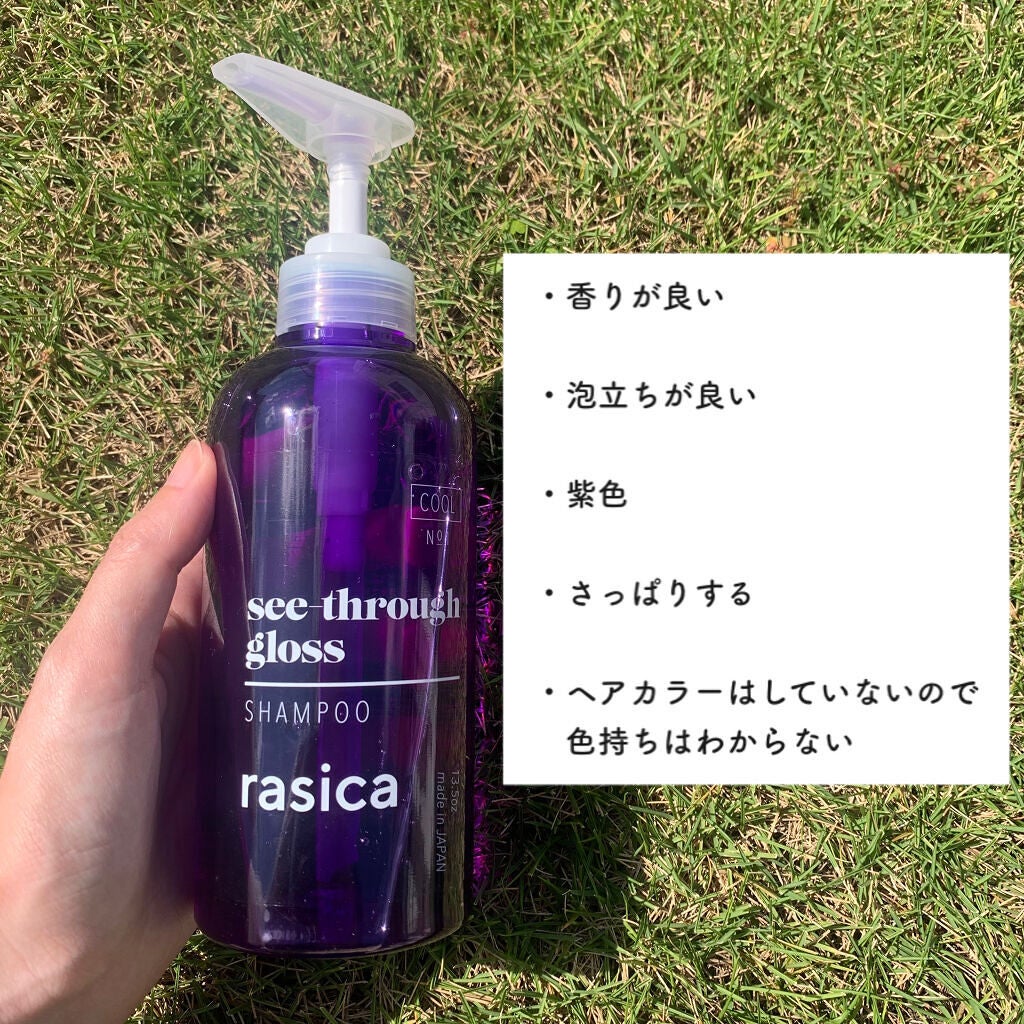 COOL
Nº
see-through
gloss
SHAMPOO
rasica
13.5oz
made in JAPAN
・香りが良い
・泡立ちが良い
・紫色
・さっぱりする
・ヘアカラーはしていないので
色持ちはわからない